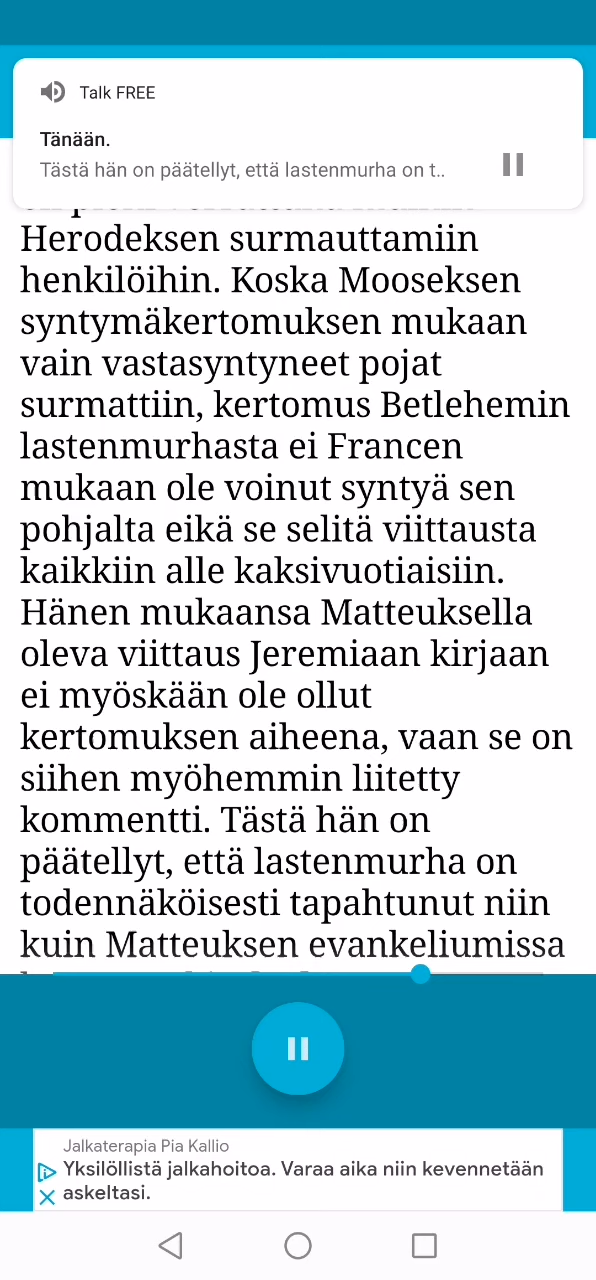 Talk FREE
Tänään.
Tästä hän on päätellyt, että lastenmurha on t..
Herodeksen surmauttamiin
henkilöihin. Koska Mooseksen
syntymäkertomuksen mukaan
vain vastasyntyneet pojat
surmattiin, kertomus Betlehemin
lastenmurhasta ei Francen
mukaan ole voinut syntyä sen
pohjalta eikä se selitä viittausta
kaikkiin alle kaksivuotiaisiin.
Hänen mukaansa Matteuksella
oleva viittaus Jeremiaan kirjaan
ei myöskään ole ollut
kertomuksen aiheena, vaan se on
siihen myöhemmin liitetty
kommentti. Tästä hän on
päätellyt, että lastenmurha on
todennäköisesti tapahtunut niin
kuin Matteuksen evankeliumissa
Jalkaterapia Pia Kallio
Yksilöllistä jalkahoitoa. Varaa aika niin kevennetään
askeltasi.